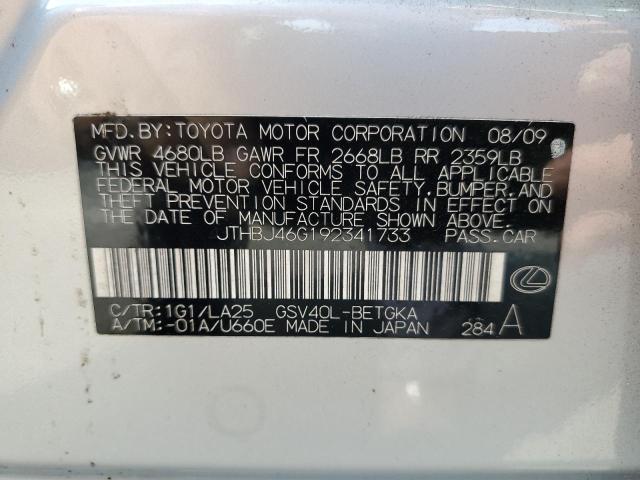 MFD.BY:TOYOTA MOTOR CORPORATION 08/09
GVWR 4680LB GAWR FR 2668LB RR 2359LB
THIS VEHICLE CONFORMS TO ALL APPLICABLE
FEDERAL MOTOR VEHICLE SAFETY,BUMPER,AND
THEFT PREVENTION STANDARDS IN EFFECT ON
THE DATE OF MANUFACTURE SHOWN ABOVE.
JTHBJ46G192341733 PASS.CAR
C/TR:1G1/LA25 GSV40L-BETGKA
A/TM:-01A/U660E MADE IN JAPAN 284 A